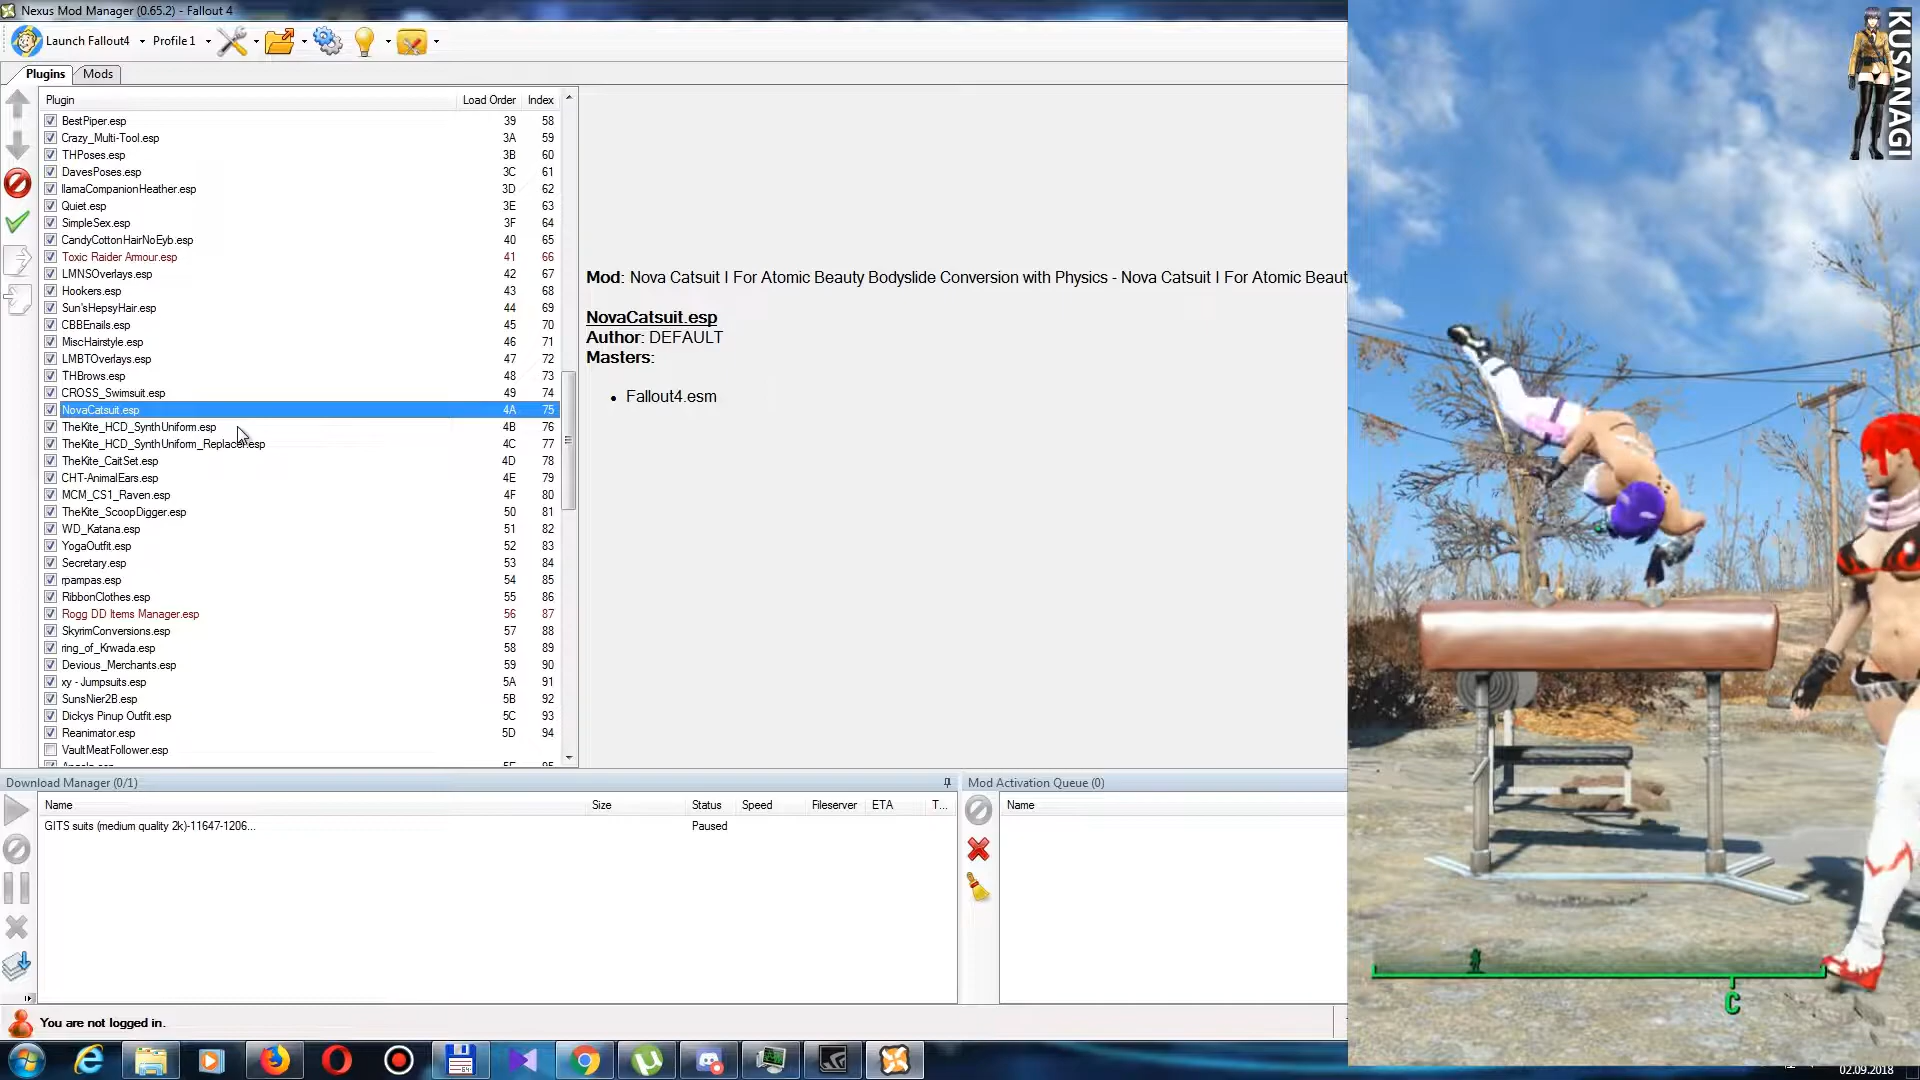 Nexus Mod Manager (0.65.2) - Fallout 4
Launch Fallout4
Profile1
Plugins
Mods
Plugin Load Order Index
BestPiper.esp 39 58
Crazy_Multi-Tool.esp 3A 59
THPoses.esp 3B 60
DavesPoses.esp 3C 61
llamaCompanionHeather.esp 3D 62
Quiet.esp 3E 63
SimpleSex.esp 3F 64
CandyCottonHairNoEyb.esp 40 65
Toxic Raider Armour.esp 41 66
LMNSOverlays.esp 42 67
Hookers.esp 43 68
Sun'sHepsyHair.esp 44 69
CBBEnails.esp 45 70
MiscHairstyle.esp 46 71
LMBTOverlays.esp 47 72
THBrows.esp 48 73
CROSS_Swimsuit.esp 49 74
NovaCatsuit.esp 4A 75
TheKite_HCD_SynthUniform.esp 4B 76
TheKite_HCD_SynthUniform_Replacer.esp 4C 77
TheKite_CaitSet.esp 4D 78
CHT-AnimalEars.esp 4E 79
MCM_CS1_Raven.esp 4F 80
TheKite_ScoopDigger.esp 50 81
WD_Katana.esp 51 82
YogaOutfit.esp 52 83
Secretary.esp 53 84
rpampas.esp 54 85
RibbonClothes.esp 55 86
Rogg DD Items Manager.esp 56 87
SkyrimConversions.esp 57 88
ring_of_Krwada.esp 58 89
Devious_Merchants.esp 59 90
xy - Jumpsuits.esp 5A 91
SunsNier2B.esp 5B 92
Dickys Pinup Outfit.esp 5C 93
Reanimator.esp 5D 94
VaultMeatFollower.esp
Mod: Nova Catsuit I For Atomic Beauty Bodyslide Conversion with Physics - Nova Catsuit I For Atomic Beaut
NovaCatsuit.esp
Author: DEFAULT
Masters:
• Fallout4.esm
Download Manager (0/1)
Name Size Status Speed Fileserver ETA T...
GITS suits (medium quality 2k)-11647-1206... Paused
Mod Activation Queue (0)
Name
You are not logged in.
KUSANAGI
C
02.09.2018